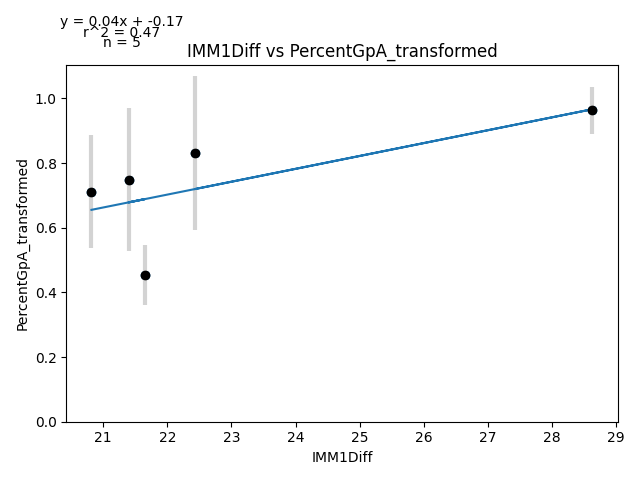 y = 0.04x + -0.17
r^2 = 0.47
n = 5
IMM1Diff vs PercentGpA_transformed
PercentGpA_transformed
1.0
0.8
0.6
0.4
0.2
0.0
21 22 23 24 25 26 27 28 29
IMM1Diff